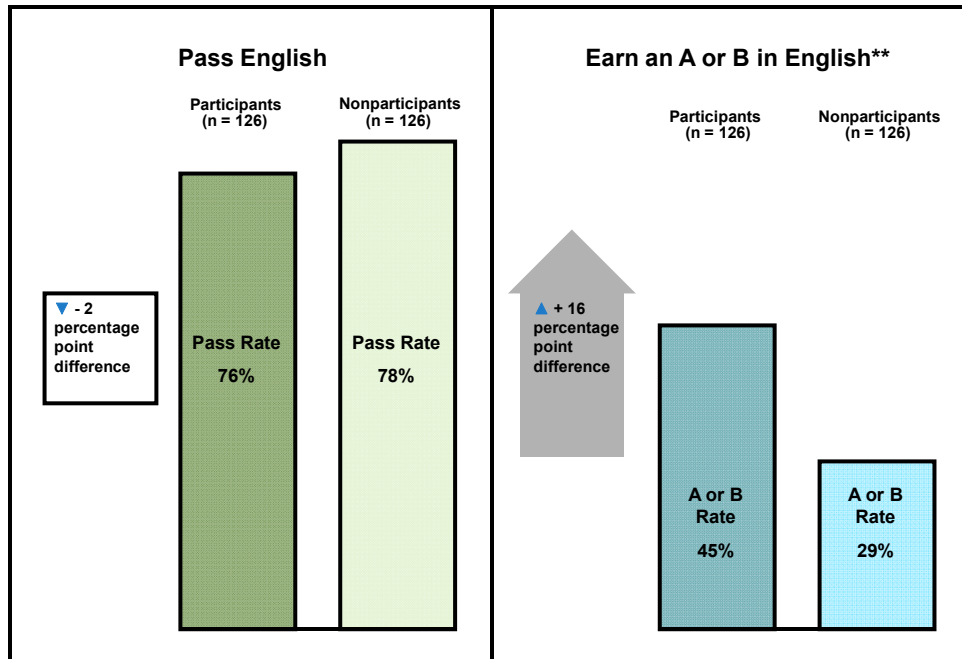 Pass English
Participants
(n = 126)
Nonparticipants
(n = 126)
▼ - 2
percentage
point
difference
Pass Rate
76%
Pass Rate
78%
Earn an A or B in English**
Participants
(n = 126)
Nonparticipants
(n = 126)
▲ + 16
percentage
point
difference
A or B
Rate
45%
A or B
Rate
29%